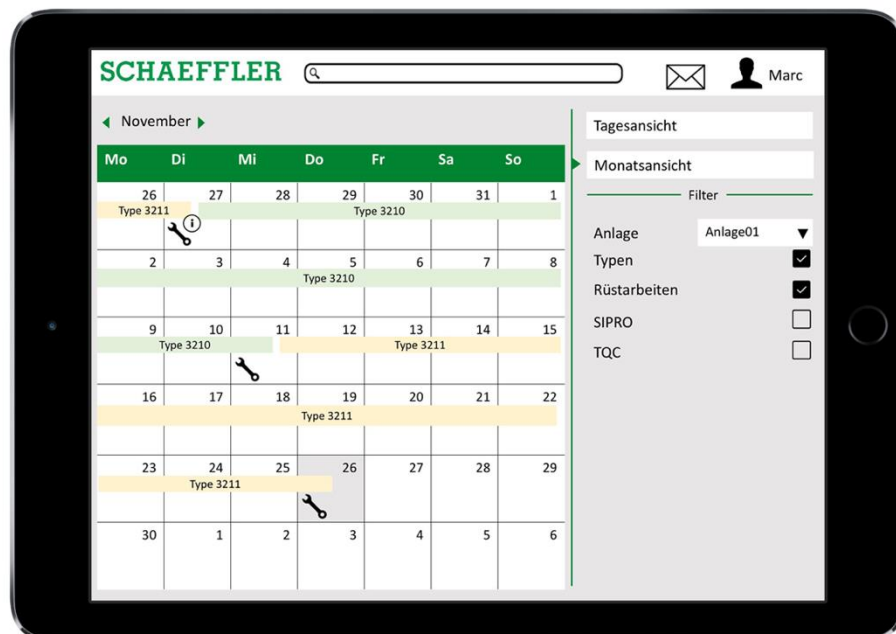 SCHAEFFLER
Marc
November
Mo Di Mi Do Fr Sa So
26 27 28 29 30 31 1
Type 3211 Type 3210
i
2 3 4 5 6 7 8
Type 3210
9 10 11 12 13 14 15
Type 3210 Type 3211
16 17 18 19 20 21 22
Type 3211
23 24 25 26 27 28 29
Type 3211
30 1 2 3 4 5 6
Tagesansicht
Monatsansicht
Filter
Anlage Anlage01
Typen
Rüstarbeiten
SIPRO
TQC